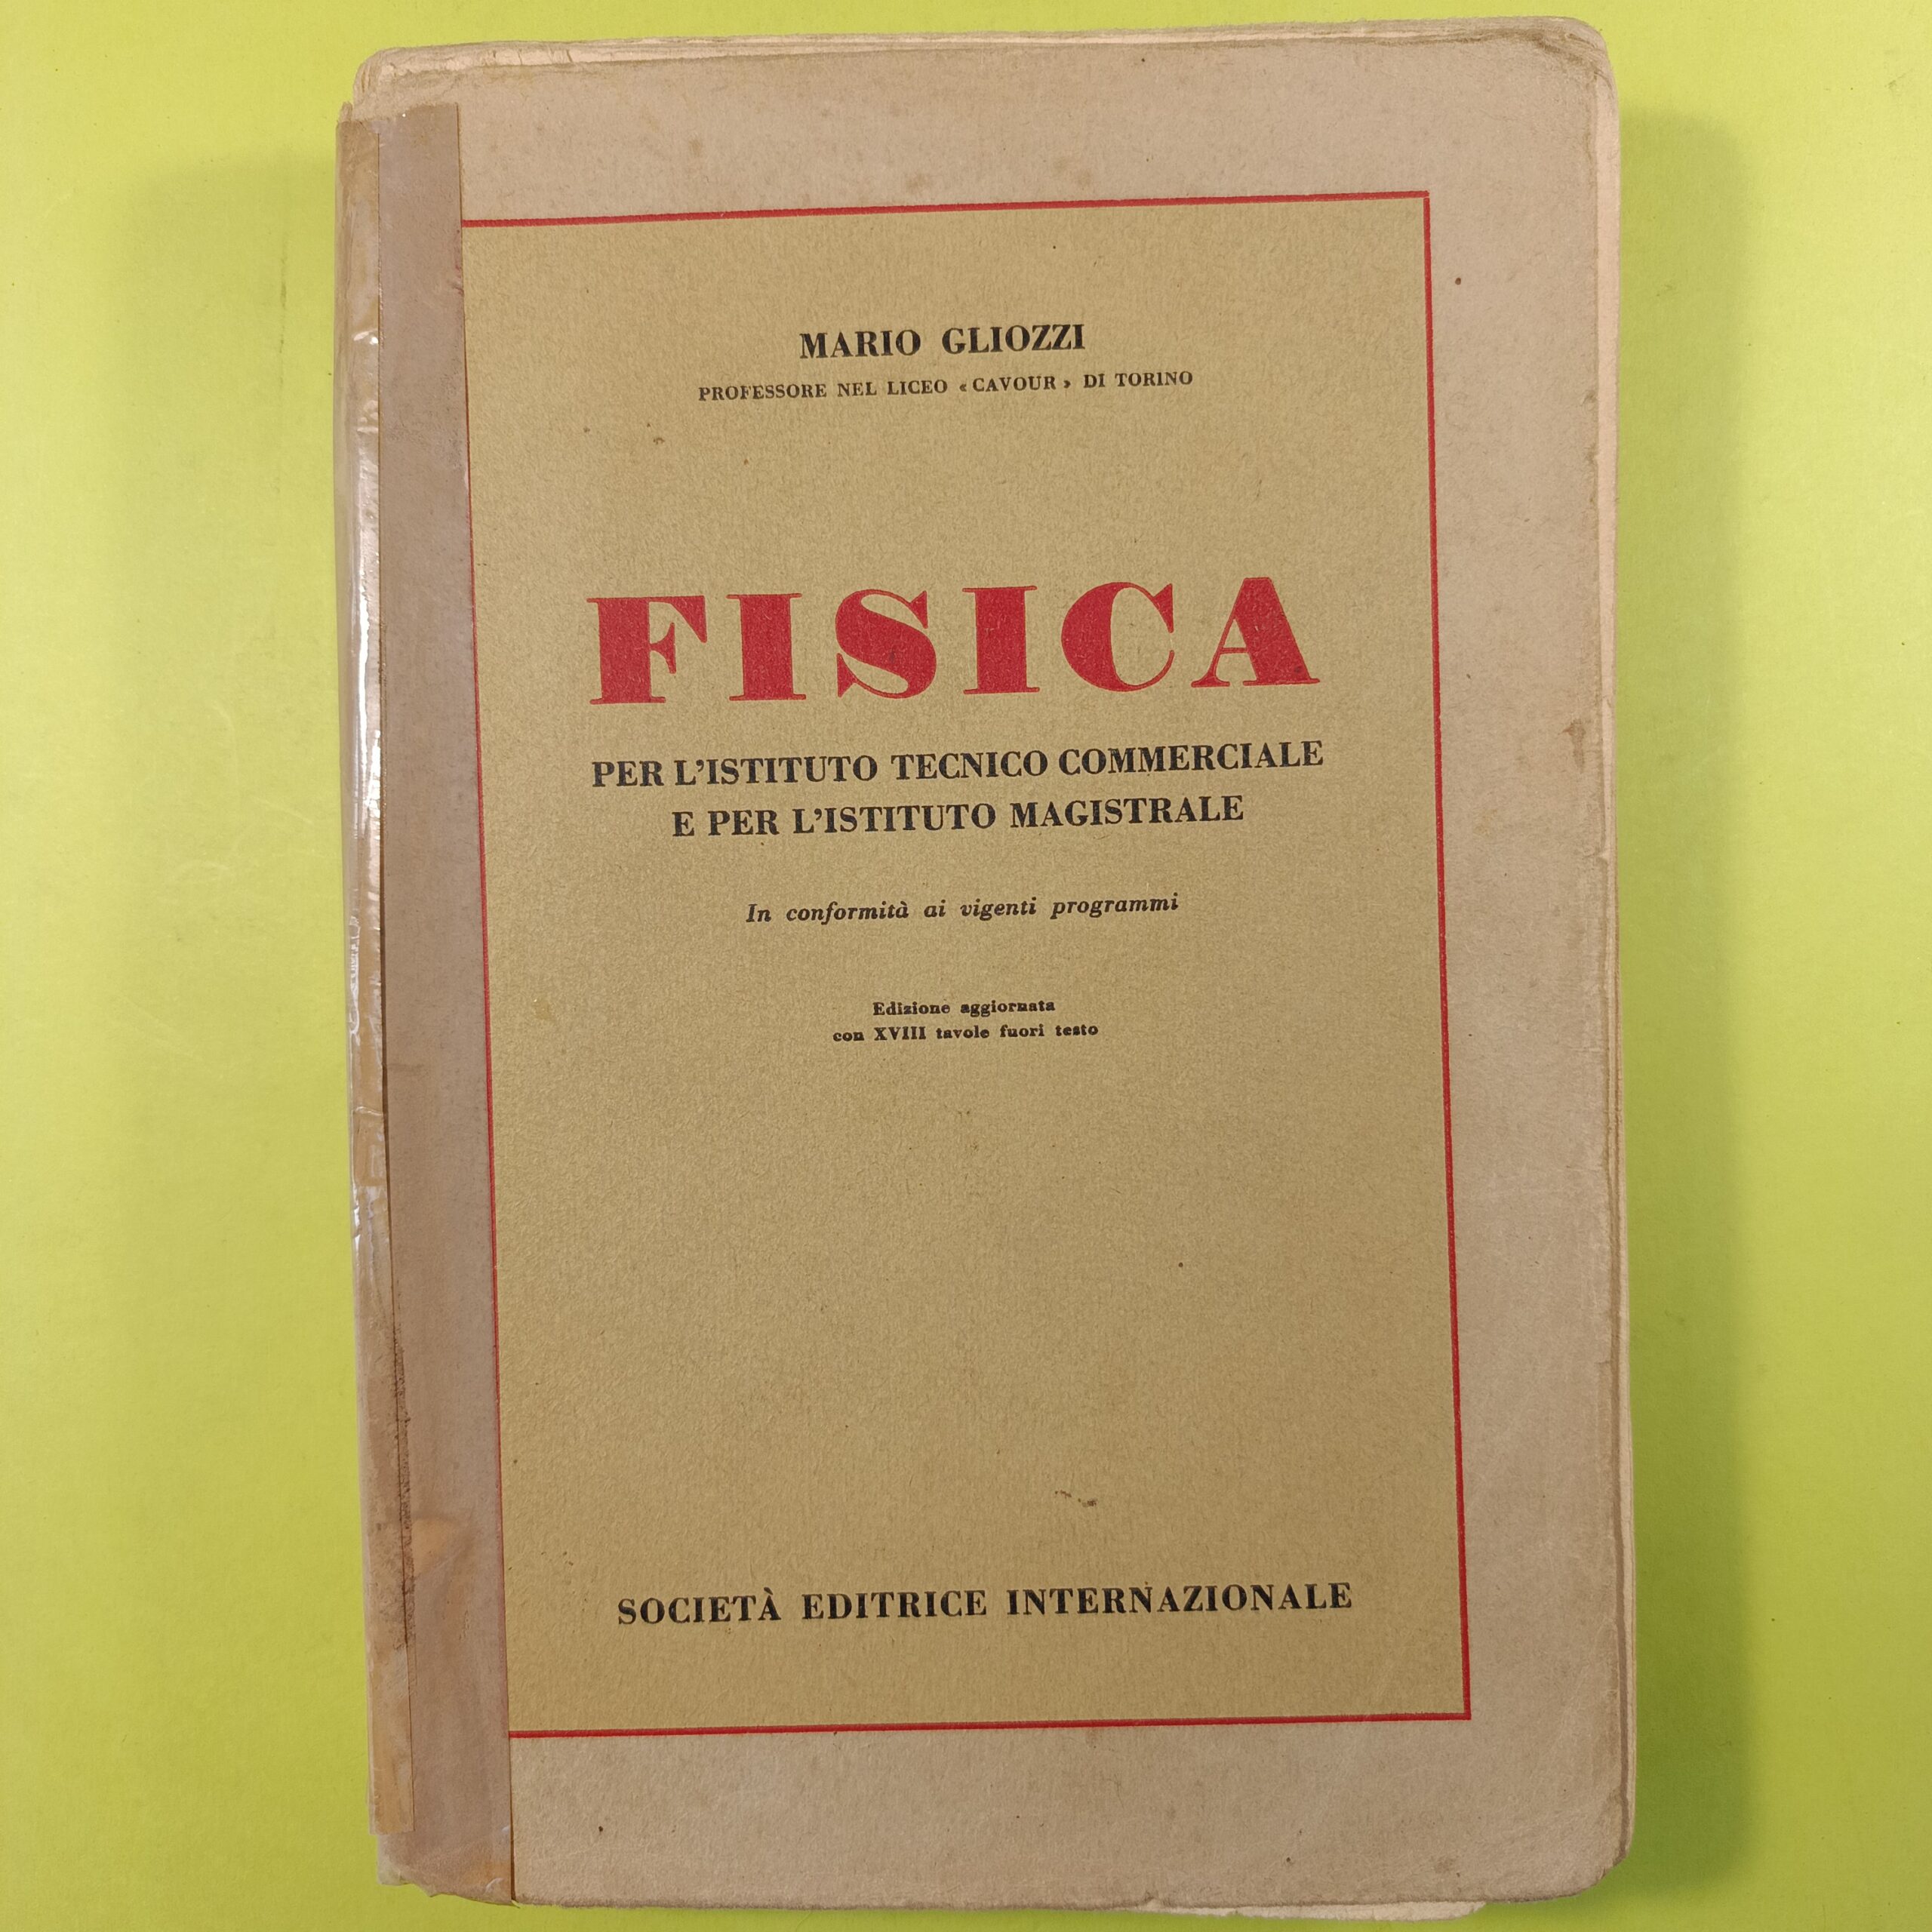 MARIO GLIOZZI
PROFESSORE NEL LICEO «CAVOUR» DI TORINO
FISICA
PER L'ISTITUTO TECNICO COMMERCIALE
E PER L'ISTITUTO MAGISTRALE
In conformità ai vigenti programmi
Edizione aggiornata
con XVIII tavole fuori testo
SOCIETÀ EDITRICE INTERNAZIONALE